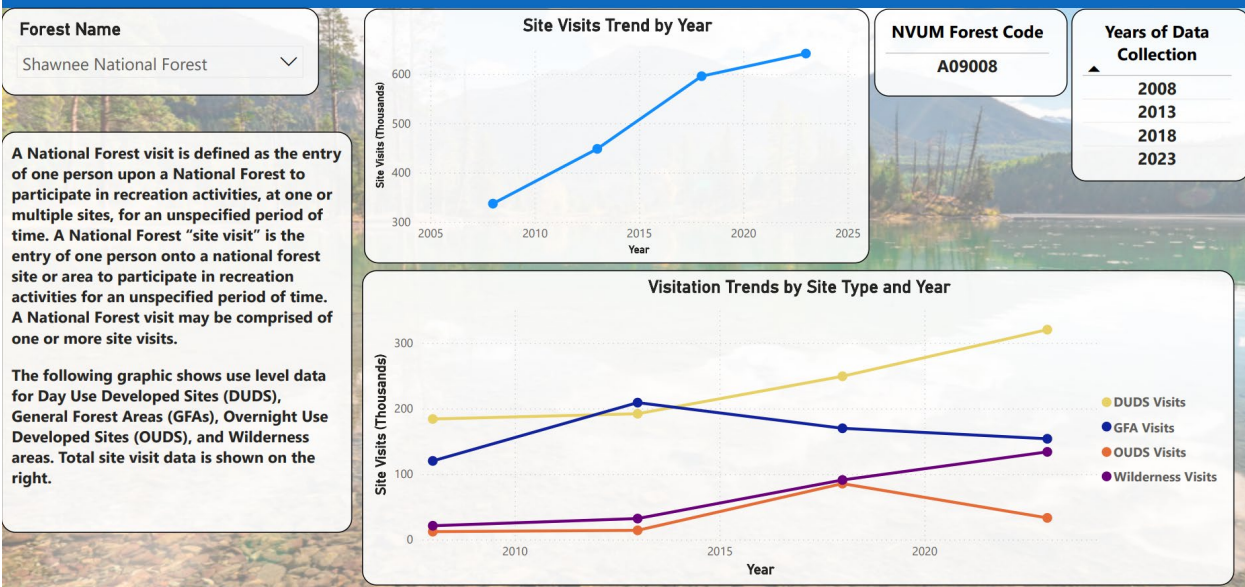 Forest Name
Shawnee National Forest
A National Forest visit is defined as the entry
of one person upon a National Forest to
participate in recreation activities, at one or
multiple sites, for an unspecified period of
time. A National Forest “site visit” is the
entry of one person onto a national forest
site or area to participate in recreation
activities for an unspecified period of time.
A National Forest visit may be comprised of
one or more site visits.
The following graphic shows use level data
for Day Use Developed Sites (DUDS),
General Forest Areas (GFAs), Overnight Use
Developed Sites (OUDS), and Wilderness
areas. Total site visit data is shown on the
right.
Site Visits Trend by Year
Site Visits (Thousands)
600
500
400
300
2005 2010 2015 2020 2025
Year
NVUM Forest Code
A09008
Years of Data
Collection
2008
2013
2018
2023
Visitation Trends by Site Type and Year
Site Visits (Thousands)
300
200
100
0
2010 2015 2020
Year
DUDS Visits
GFA Visits
OUDS Visits
Wilderness Visits